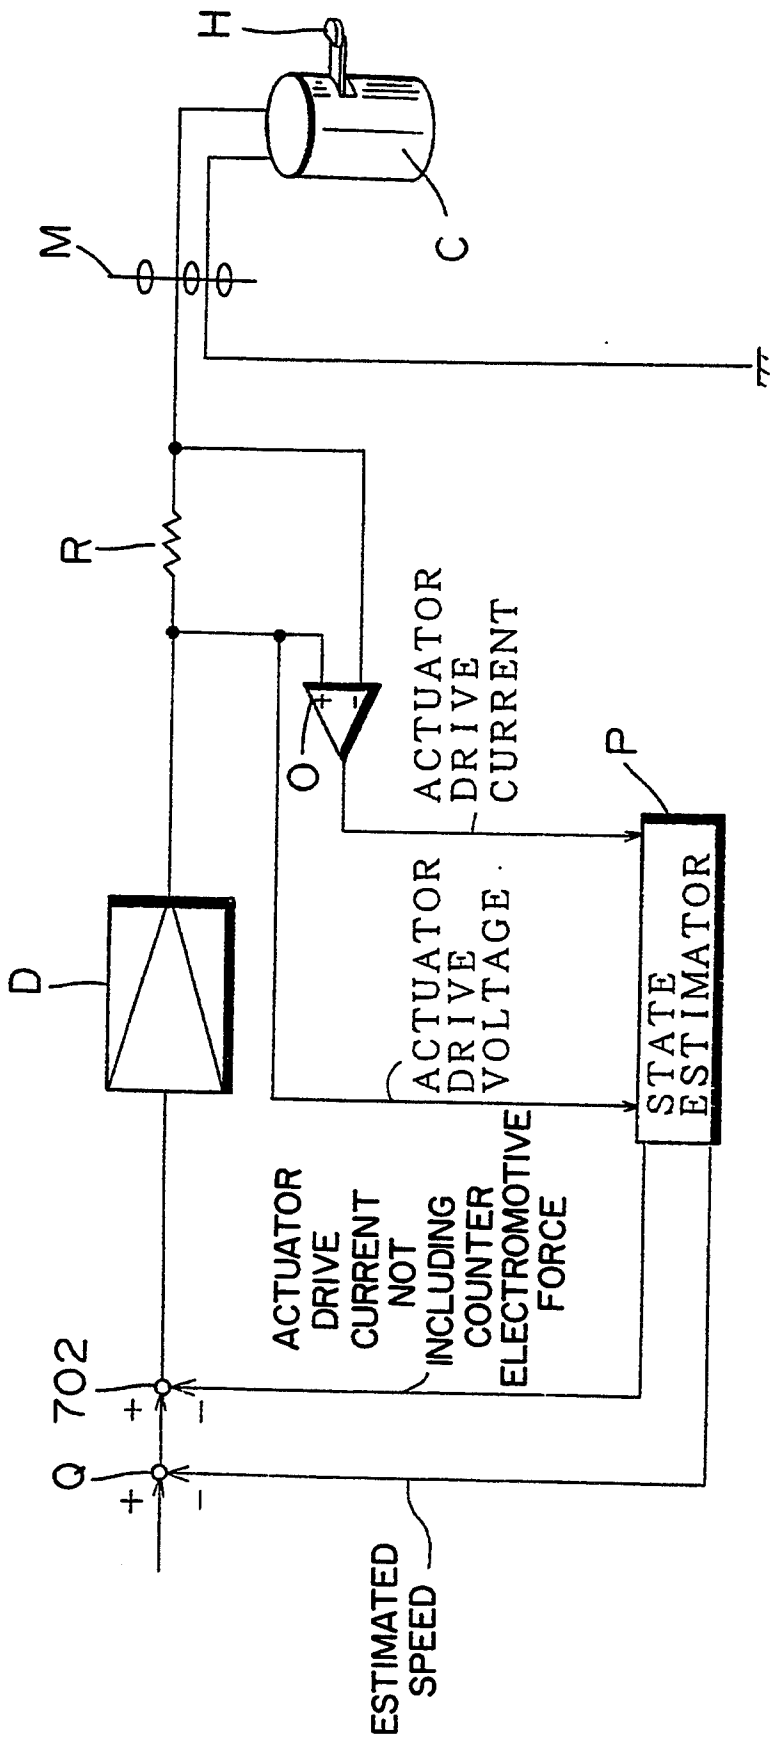 Q
702
D
R
M
H
+
-
+
-
O
+
-
C
ACTUATOR
DRIVE
CURRENT
NOT
INCLUDING
COUNTER
ELECTROMOTIVE
FORCE
ACTUATOR
DRIVE
VOLTAGE
ACTUATOR
DRIVE
CURRENT
ESTIMATED
SPEED
P
STATE
ESTIMATOR